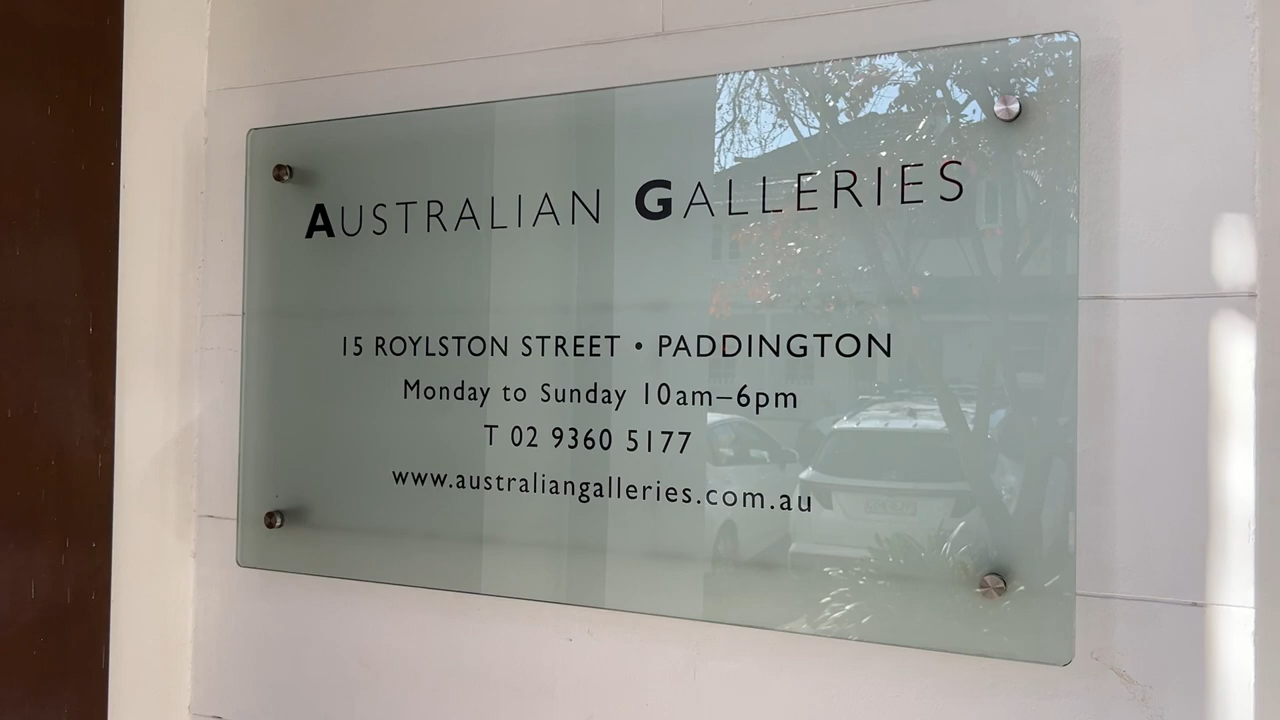 AUSTRALIAN GALLERIES
15 ROYLSTON STREET • PADDINGTON
Monday to Sunday 10am–6pm
T 02 9360 5177
www.australiangalleries.com.au